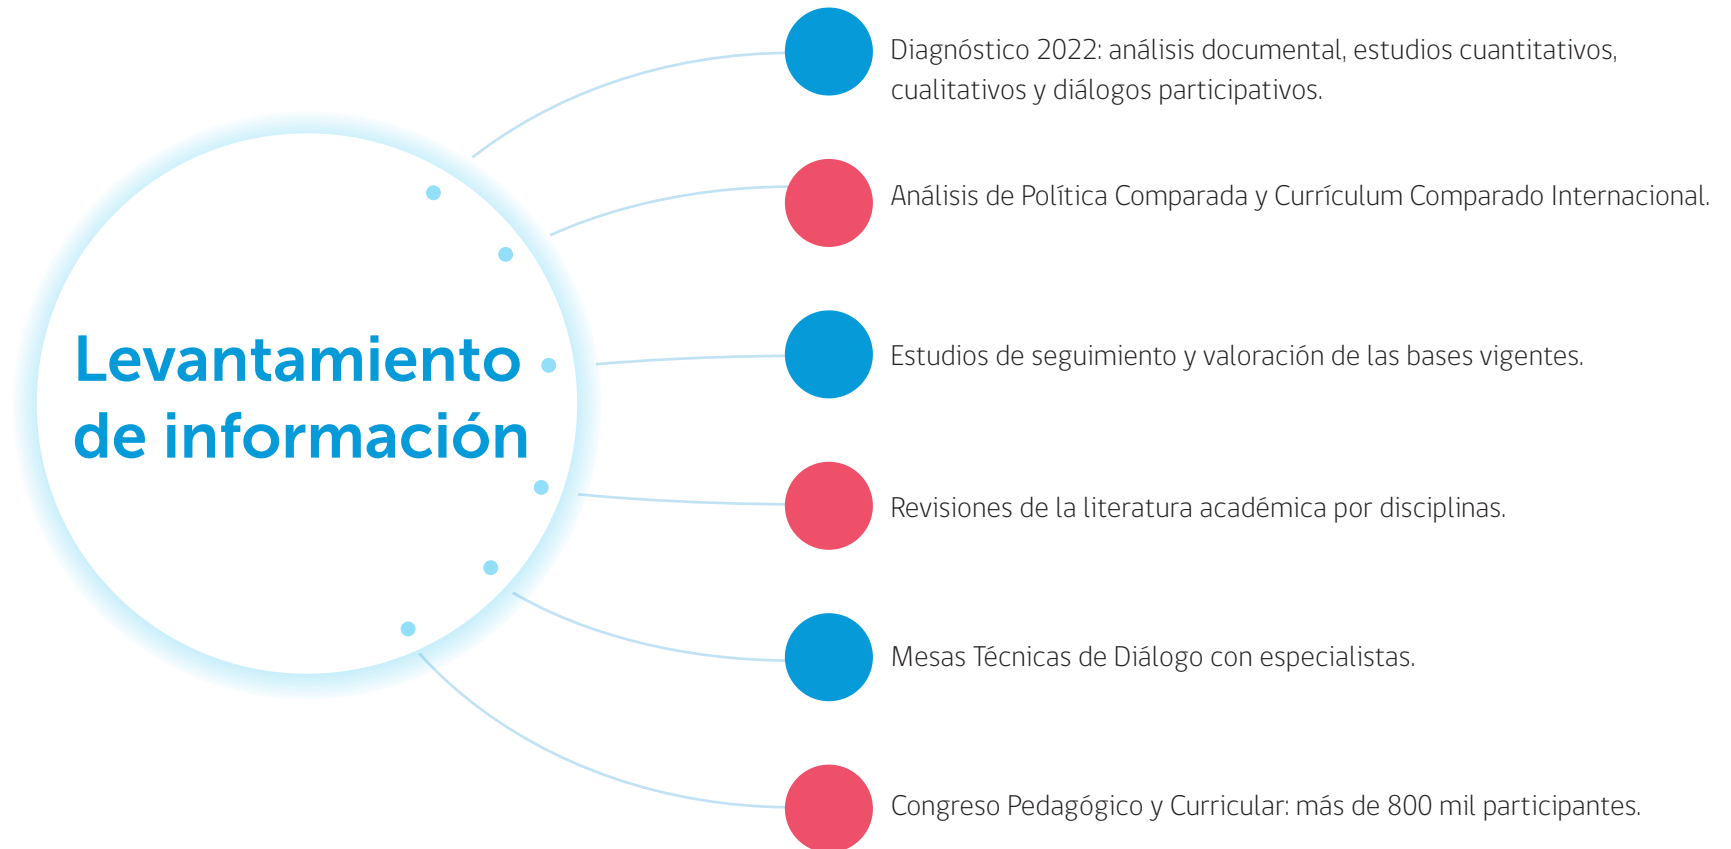 Levantamiento
de información
Diagnóstico 2022: análisis documental, estudios cuantitativos,
cualitativos y diálogos participativos.
Análisis de Política Comparada y Currículum Comparado Internacional.
Estudios de seguimiento y valoración de las bases vigentes.
Revisiones de la literatura académica por disciplinas.
Mesas Técnicas de Diálogo con especialistas.
Congreso Pedagógico y Curricular: más de 800 mil participantes.